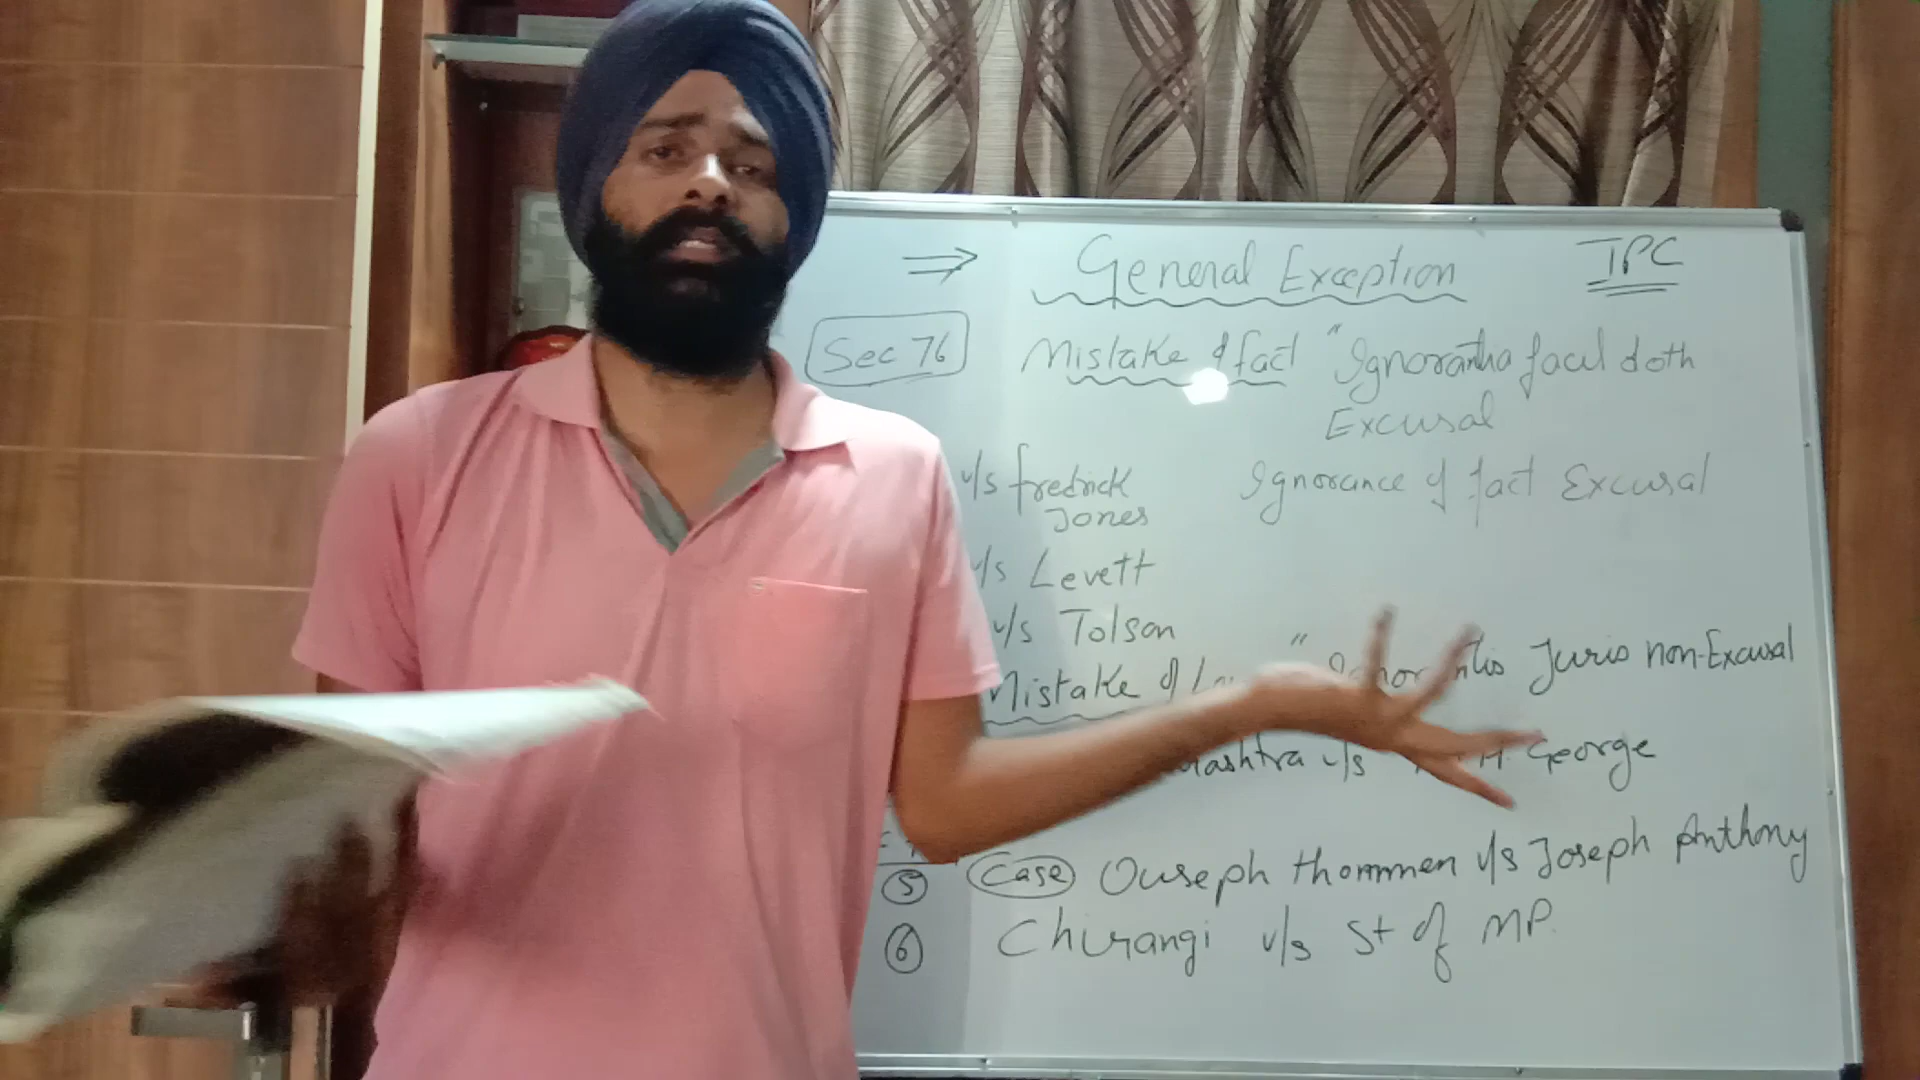 ⇒ General Exception IPC
Sec 76 Mistake of fact "Ignorantia facit doth
Excusal
v/s fredrick Ignorance of fact Excusal
Jones
v/s Levett
v/s Tolson
Mistake of " Juris non-Excusal
v/s George
5 Case Ouseph thommen v/s Joseph Anthony
6 Chirangi v/s St of MP.